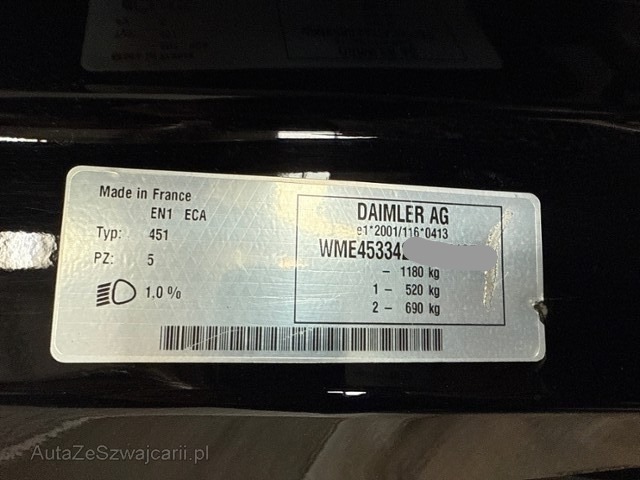 Made in France
EN1 ECA
Typ: 451
PZ: 5
1,0 %
DAIMLER AG
e1*2001/116*0413
WME45334
– 1180 kg
1 – 520 kg
2 – 690 kg
AutaZeSzwajcarii.pl